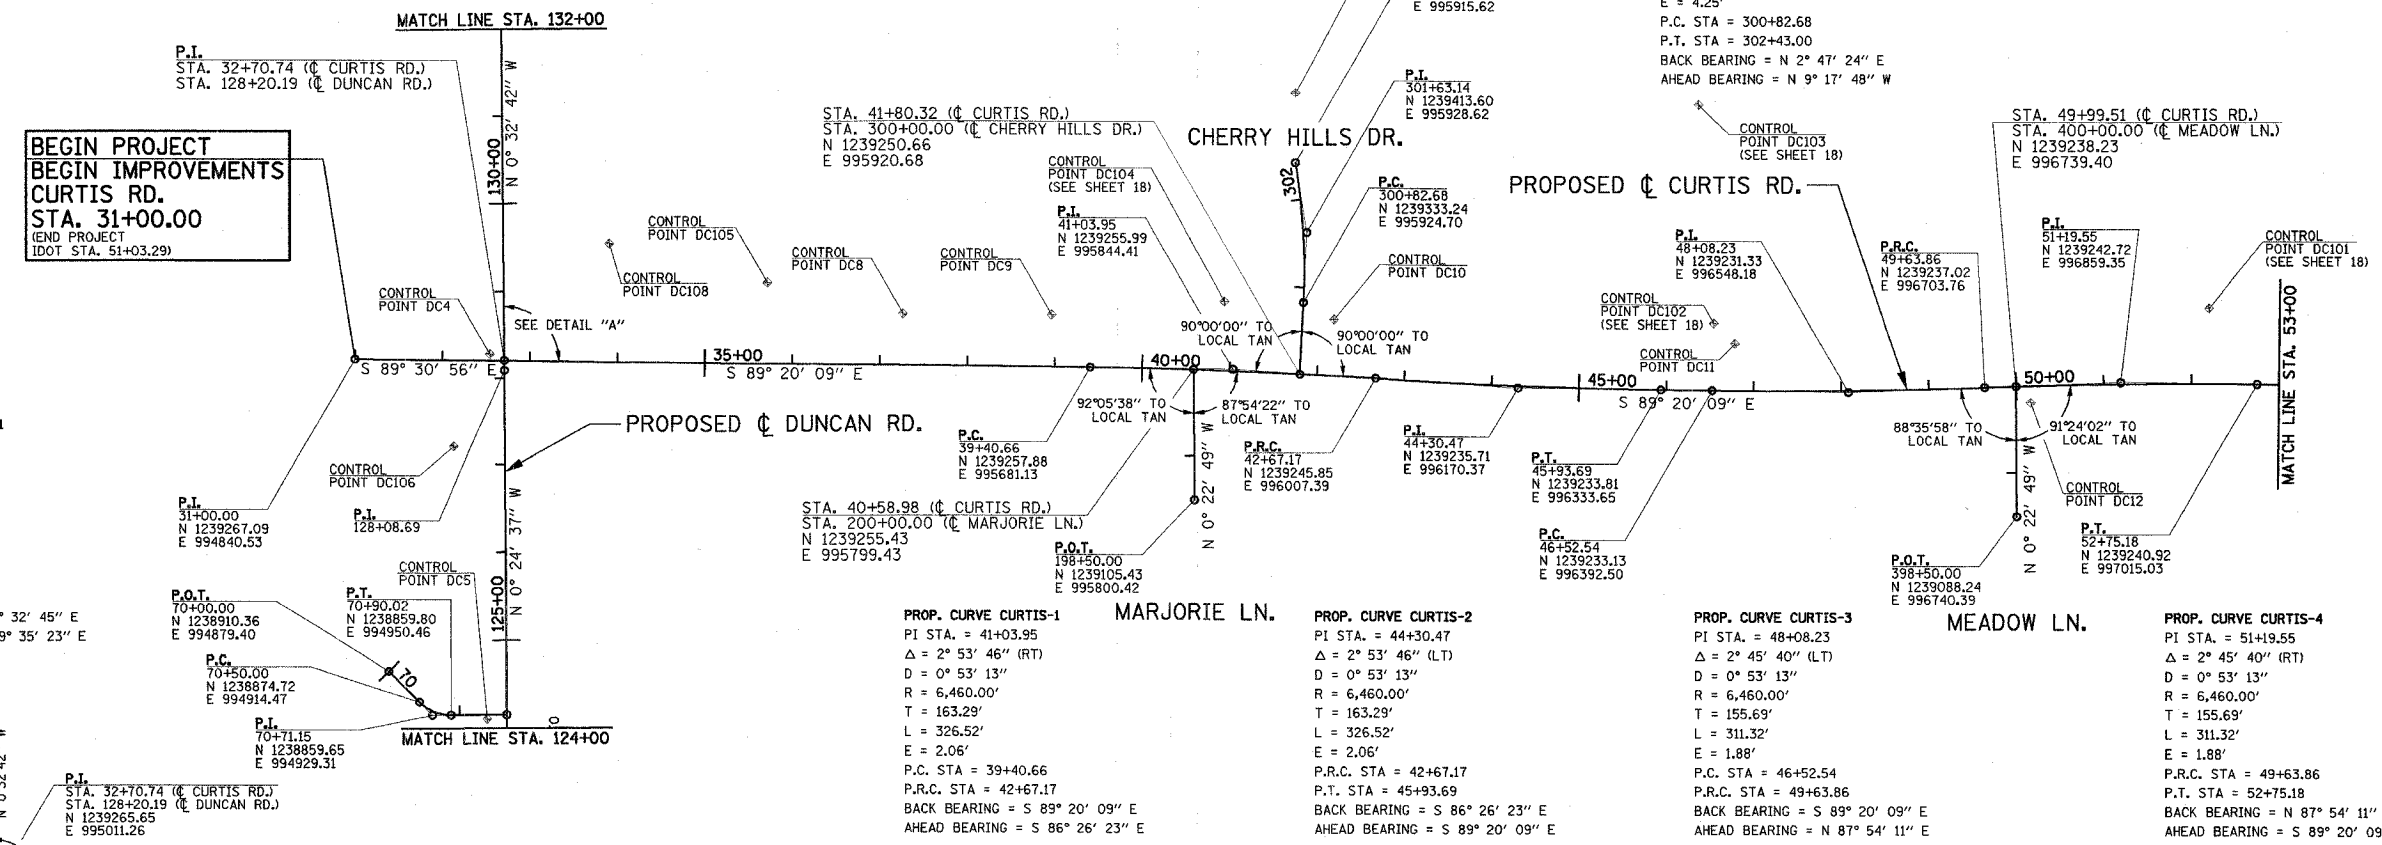 MATCH LINE STA. 132+00
P.I.
STA. 32+70.74 (℄ CURTIS RD.)
STA. 128+20.19 (℄ DUNCAN RD.)
BEGIN PROJECT
BEGIN IMPROVEMENTS
CURTIS RD.
STA. 31+00.00
(END PROJECT
IDOT STA. 51+03.29)
130+00
N 0° 32' 42" W
CONTROL
POINT DC4
SEE DETAIL "A"
CONTROL
POINT DC108
CONTROL
POINT DC105
CONTROL
POINT DC8
CONTROL
POINT DC9
STA. 41+80.32 (℄ CURTIS RD.)
STA. 300+00.00 (℄ CHERRY HILLS DR.)
N 1239250.66
E 995920.68
CONTROL
POINT DC104
(SEE SHEET 18)
P.I.
41+03.95
N 1239255.99
E 995844.41
E 995915.62
P.I.
301+63.14
N 1239413.60
E 995928.62
CHERRY HILLS DR.
302
P.C.
300+82.68
N 1239333.24
E 995924.70
CONTROL
POINT DC10
90°00'00" TO
LOCAL TAN
90°00'00" TO
LOCAL TAN
E = 4.25'
P.C. STA = 300+82.68
P.T. STA = 302+43.00
BACK BEARING = N 2° 47' 24" E
AHEAD BEARING = N 9° 17' 48" W
CONTROL
POINT DC103
(SEE SHEET 18)
PROPOSED ℄ CURTIS RD.
STA. 49+99.51 (℄ CURTIS RD.)
STA. 400+00.00 (℄ MEADOW LN.)
N 1239238.23
E 996739.40
P.I.
48+08.23
N 1239231.33
E 996548.18
P.R.C.
49+63.86
N 1239237.02
E 996703.76
P.I.
51+19.55
N 1239242.72
E 996859.35
CONTROL
POINT DC101
(SEE SHEET 18)
CONTROL
POINT DC102
(SEE SHEET 18)
CONTROL
POINT DC11
MATCH LINE STA. 53+00
S 89° 30' 56" E
35+00
S 89° 20' 09" E
40+00
45+00
S 89° 20' 09" E
50+00
92°05'38" TO
LOCAL TAN
87°54'22" TO
LOCAL TAN
88°35'58" TO
LOCAL TAN
91°24'02" TO
LOCAL TAN
PROPOSED ℄ DUNCAN RD.
CONTROL
POINT DC106
P.I.
31+00.00
N 1239267.09
E 994840.53
P.I.
128+08.69
N 0° 24' 37" W
125+00
CONTROL
POINT DC5
P.C.
39+40.66
N 1239257.88
E 995681.13
STA. 40+58.98 (℄ CURTIS RD.)
STA. 200+00.00 (℄ MARJORIE LN.)
N 1239255.43
E 995799.43
N 0° 22' 49" W
P.O.T.
198+50.00
N 1239105.43
E 995800.42
MARJORIE LN.
P.R.C.
42+67.17
N 1239245.85
E 996007.39
P.I.
44+30.47
N 1239235.71
E 996170.37
P.T.
45+93.69
N 1239233.81
E 996333.65
P.C.
46+52.54
N 1239233.13
E 996392.50
CONTROL
POINT DC12
N 0° 22' 49" W
P.O.T.
398+50.00
N 1239088.24
E 996740.39
MEADOW LN.
P.T.
52+75.18
N 1239240.92
E 997015.03
P.O.T.
70+00.00
N 1238910.36
E 994879.40
P.T.
70+90.02
N 1238859.80
E 994950.46
P.C.
70+50.00
N 1238874.72
E 994914.47
70
P.I.
70+71.15
N 1238859.65
E 994929.31
MATCH LINE STA. 124+00
° 32' 45" E
9° 35' 23" E
N 0 32 42 W
P.I.
STA. 32+70.74 (℄ CURTIS RD.)
STA. 128+20.19 (℄ DUNCAN RD.)
N 1239265.65
E 995011.26
PROP. CURVE CURTIS-1
PI STA. = 41+03.95
Δ = 2° 53' 46" (RT)
D = 0° 53' 13"
R = 6,460.00'
T = 163.29'
L = 326.52'
E = 2.06'
P.C. STA = 39+40.66
P.R.C. STA = 42+67.17
BACK BEARING = S 89° 20' 09" E
AHEAD BEARING = S 86° 26' 23" E
PROP. CURVE CURTIS-2
PI STA. = 44+30.47
Δ = 2° 53' 46" (LT)
D = 0° 53' 13"
R = 6,460.00'
T = 163.29'
L = 326.52'
E = 2.06'
P.R.C. STA = 42+67.17
P.T. STA = 45+93.69
BACK BEARING = S 86° 26' 23" E
AHEAD BEARING = S 89° 20' 09" E
PROP. CURVE CURTIS-3
PI STA. = 48+08.23
Δ = 2° 45' 40" (LT)
D = 0° 53' 13"
R = 6,460.00'
T = 155.69'
L = 311.32'
E = 1.88'
P.C. STA = 46+52.54
P.R.C. STA = 49+63.86
BACK BEARING = S 89° 20' 09" E
AHEAD BEARING = N 87° 54' 11" E
PROP. CURVE CURTIS-4
PI STA. = 51+19.55
Δ = 2° 45' 40" (RT)
D = 0° 53' 13"
R = 6,460.00'
T = 155.69'
L = 311.32'
E = 1.88'
P.R.C. STA = 49+63.86
P.T. STA = 52+75.18
BACK BEARING = N 87° 54' 11"
AHEAD BEARING = S 89° 20' 09